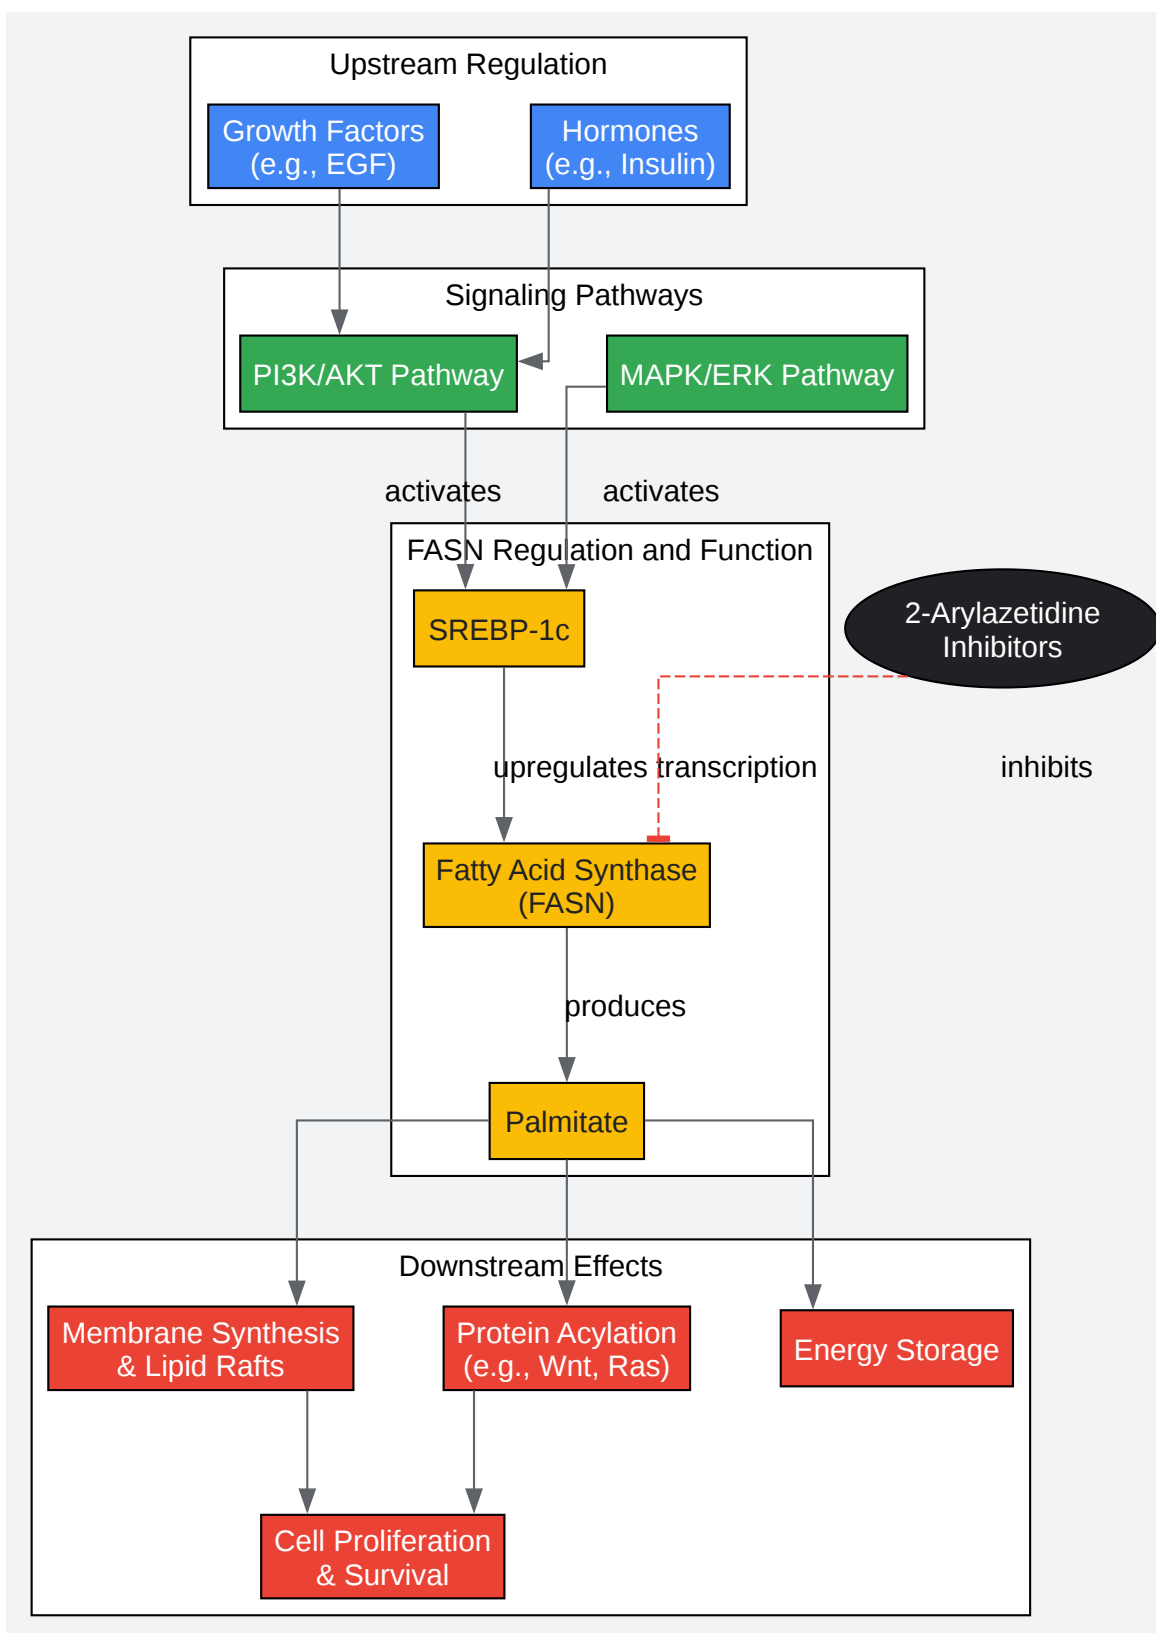 Upstream Regulation
Growth Factors
(e.g., EGF)
Hormones
(e.g., Insulin)
Signaling Pathways
PI3K/AKT Pathway
MAPK/ERK Pathway
activates
activates
FASN Regulation and Function
SREBP-1c
2-Arylazetidine
Inhibitors
upregulates transcription
inhibits
Fatty Acid Synthase
(FASN)
produces
Palmitate
Downstream Effects
Membrane Synthesis
& Lipid Rafts
Protein Acylation
(e.g., Wnt, Ras)
Energy Storage
Cell Proliferation
& Survival